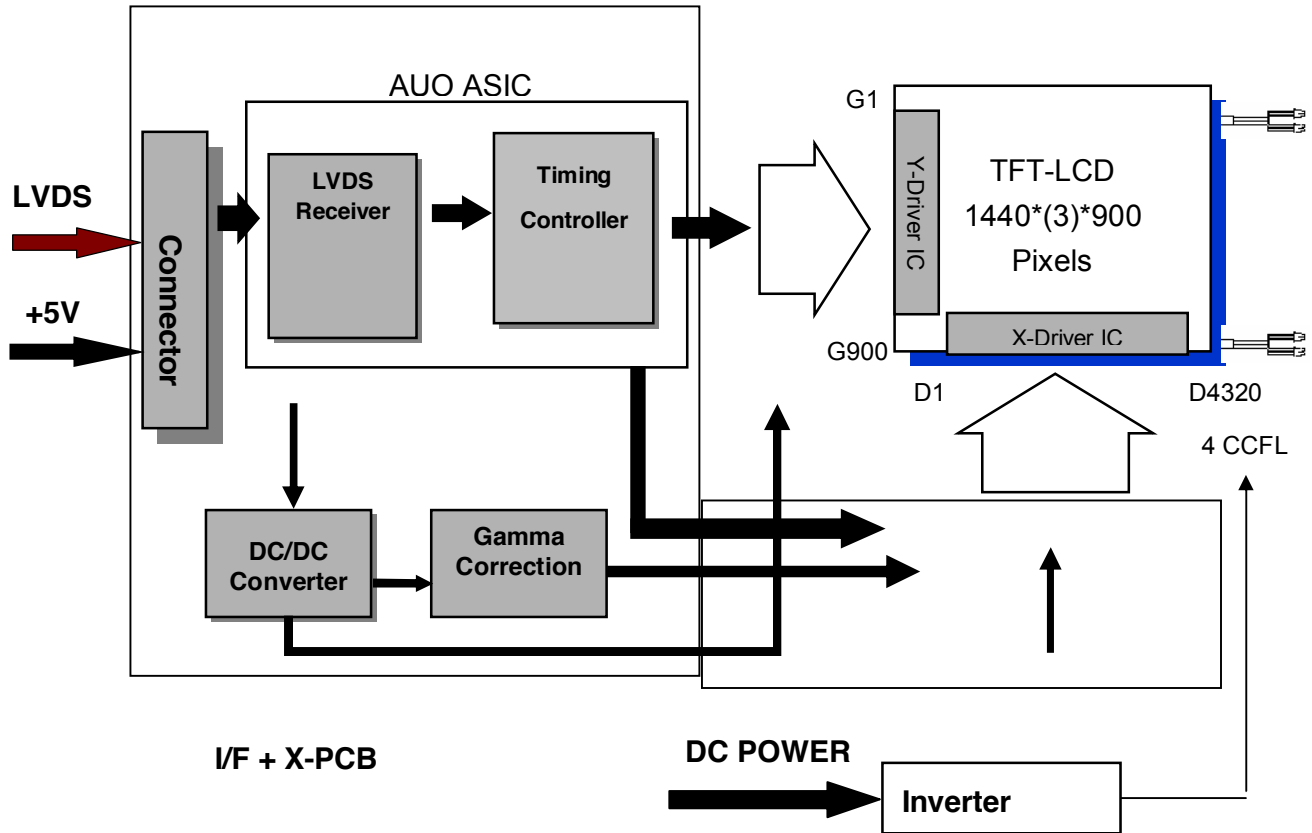 AUO ASIC
G1
LVDS
Receiver
Timing
Controller
LVDS
+5V
Connector
Y-Driver IC
TFT-LCD
1440*(3)*900
Pixels
X-Driver IC
G900
D1
D4320
4 CCFL
DC/DC
Converter
Gamma
Correction
I/F + X-PCB
DC POWER
Inverter